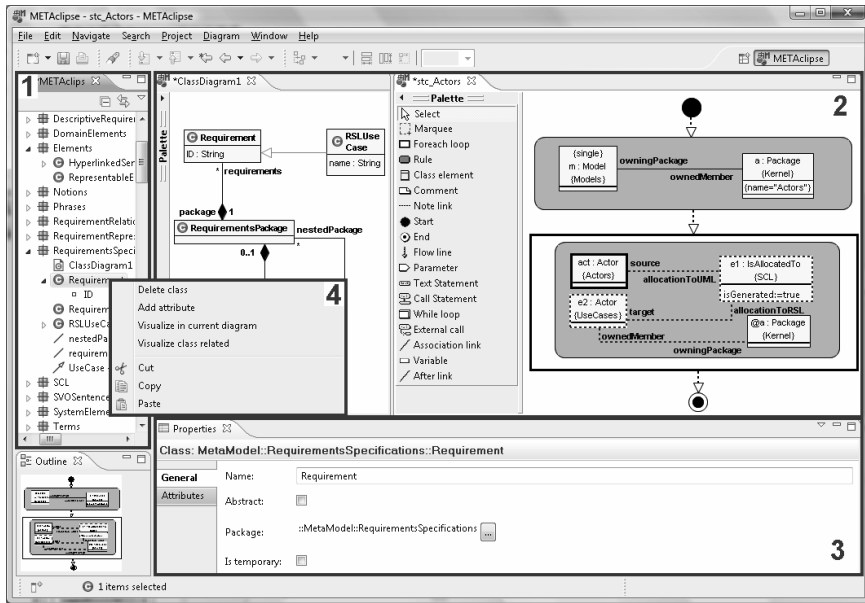 METAclipse - stc_Actors - METAclipse
File Edit Navigate Search Project Diagram Window Help
METAclipse
1
*METAclips
DescriptiveRequirer
DomainElements
Elements
HyperlinkedSer
RepresentableE
Notions
Phrases
RequirementRelatic
RequirementRepre:
RequirementsSpeci
ClassDiagram1
Requirem
ID
Requirem
RSLUseCa
nestedPa
requirem
UseCase
SCL
SVOSentence
SystemEleme
Terms
*ClassDiagram1
Palette
Requirement
ID : String
RSLUse
Case
name : String
* requirements
package 1
RequirementsPackage
nestedPackage
*
0..1
4
Delete class
Add attribute
Visualize in current diagram
Visualize class related
Cut
Copy
Paste
*stc_Actors
Palette
Select
Marquee
Foreach loop
Rule
Class element
Comment
Note link
Start
End
Flow line
Parameter
Text Statement
Call Statement
While loop
External call
Association link
Variable
After link
2
{single}
m : Model
{Models}
owningPackage
ownedMember
a : Package
{Kernel}
{name="Actors"}
act : Actor
{Actors}
source
allocationToUML
e1 : IsAllocatedTo
{SCL}
isGenerated:=true
e2 : Actor
{UseCases}
target
allocationToRSL
@a : Package
{Kernel}
ownedMember
owningPackage
Outline
Properties
Class: MetaModel::RequirementsSpecifications::Requirement
General
Attributes
Name: Requirement
Abstract:
Package: ::MetaModel::RequirementsSpecifications ...
Is temporary:
3
1 items selected